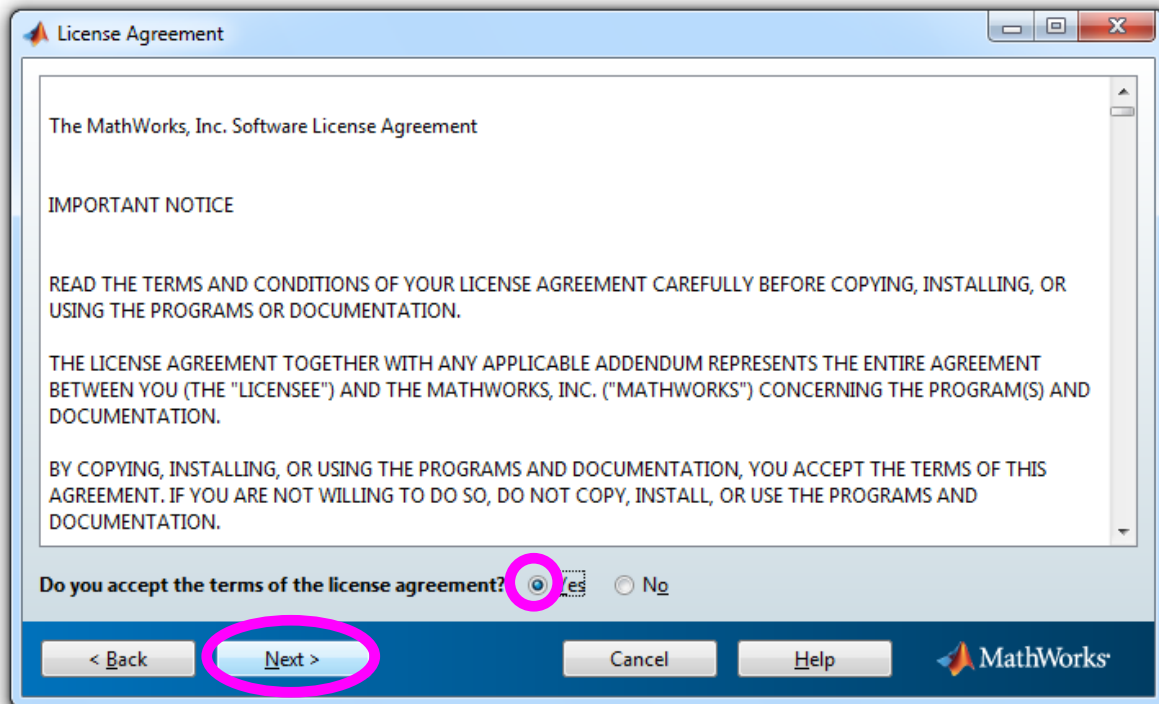 License Agreement
The MathWorks, Inc. Software License Agreement
IMPORTANT NOTICE
READ THE TERMS AND CONDITIONS OF YOUR LICENSE AGREEMENT CAREFULLY BEFORE COPYING, INSTALLING, OR
USING THE PROGRAMS OR DOCUMENTATION.
THE LICENSE AGREEMENT TOGETHER WITH ANY APPLICABLE ADDENDUM REPRESENTS THE ENTIRE AGREEMENT
BETWEEN YOU (THE "LICENSEE") AND THE MATHWORKS, INC. ("MATHWORKS") CONCERNING THE PROGRAM(S) AND
DOCUMENTATION.
BY COPYING, INSTALLING, OR USING THE PROGRAMS AND DOCUMENTATION, YOU ACCEPT THE TERMS OF THIS
AGREEMENT. IF YOU ARE NOT WILLING TO DO SO, DO NOT COPY, INSTALL, OR USE THE PROGRAMS AND
DOCUMENTATION.
Do you accept the terms of the license agreement? Yes No
< Back Next > Cancel Help MathWorks